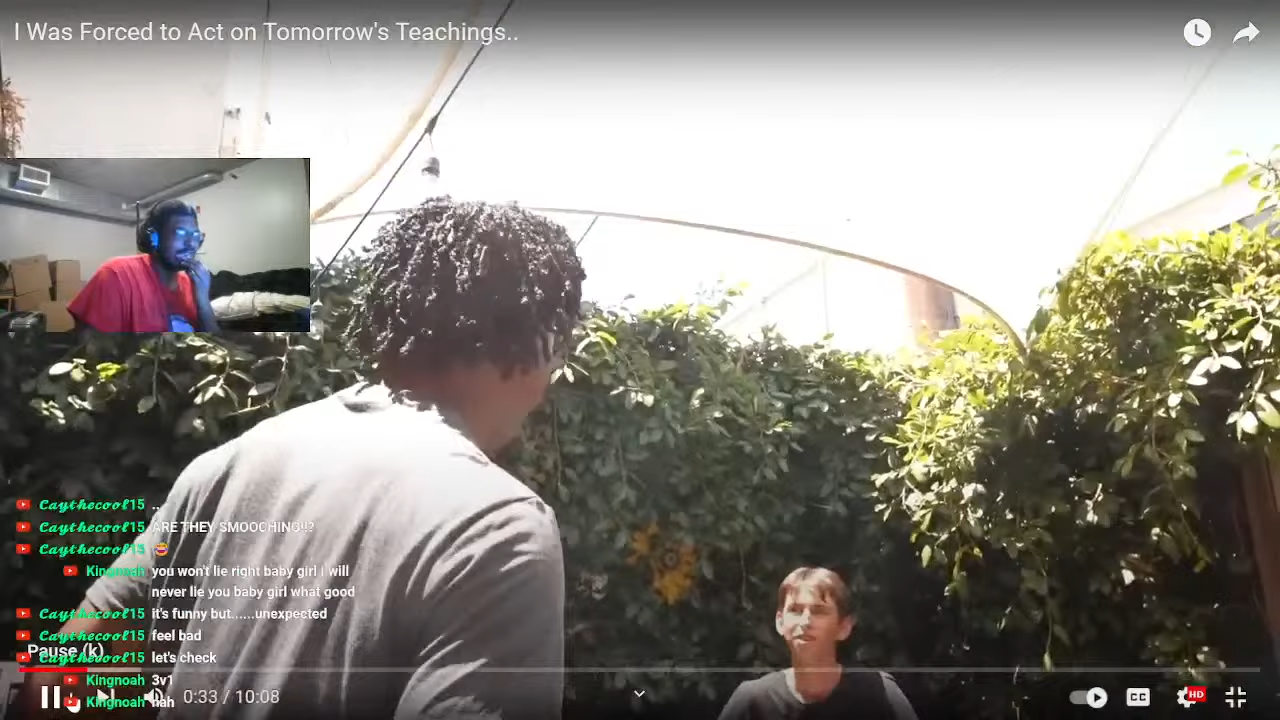 I Was Forced to Act on Tomorrow's Teachings..
Caythecool15 ..
Caythecool15 ARE THEY SMOOCHING!!?
Caythecool15
Kingnoah you won't lie right baby girl i will
never lie you baby girl what good
Caythecool15 it's funny but......unexpected
Caythecool15 feel bad
Pause (k)
Caythecool15 let's check
Kingnoah 3v1
Kingnoah nah
0:33 / 10:08
CC
HD